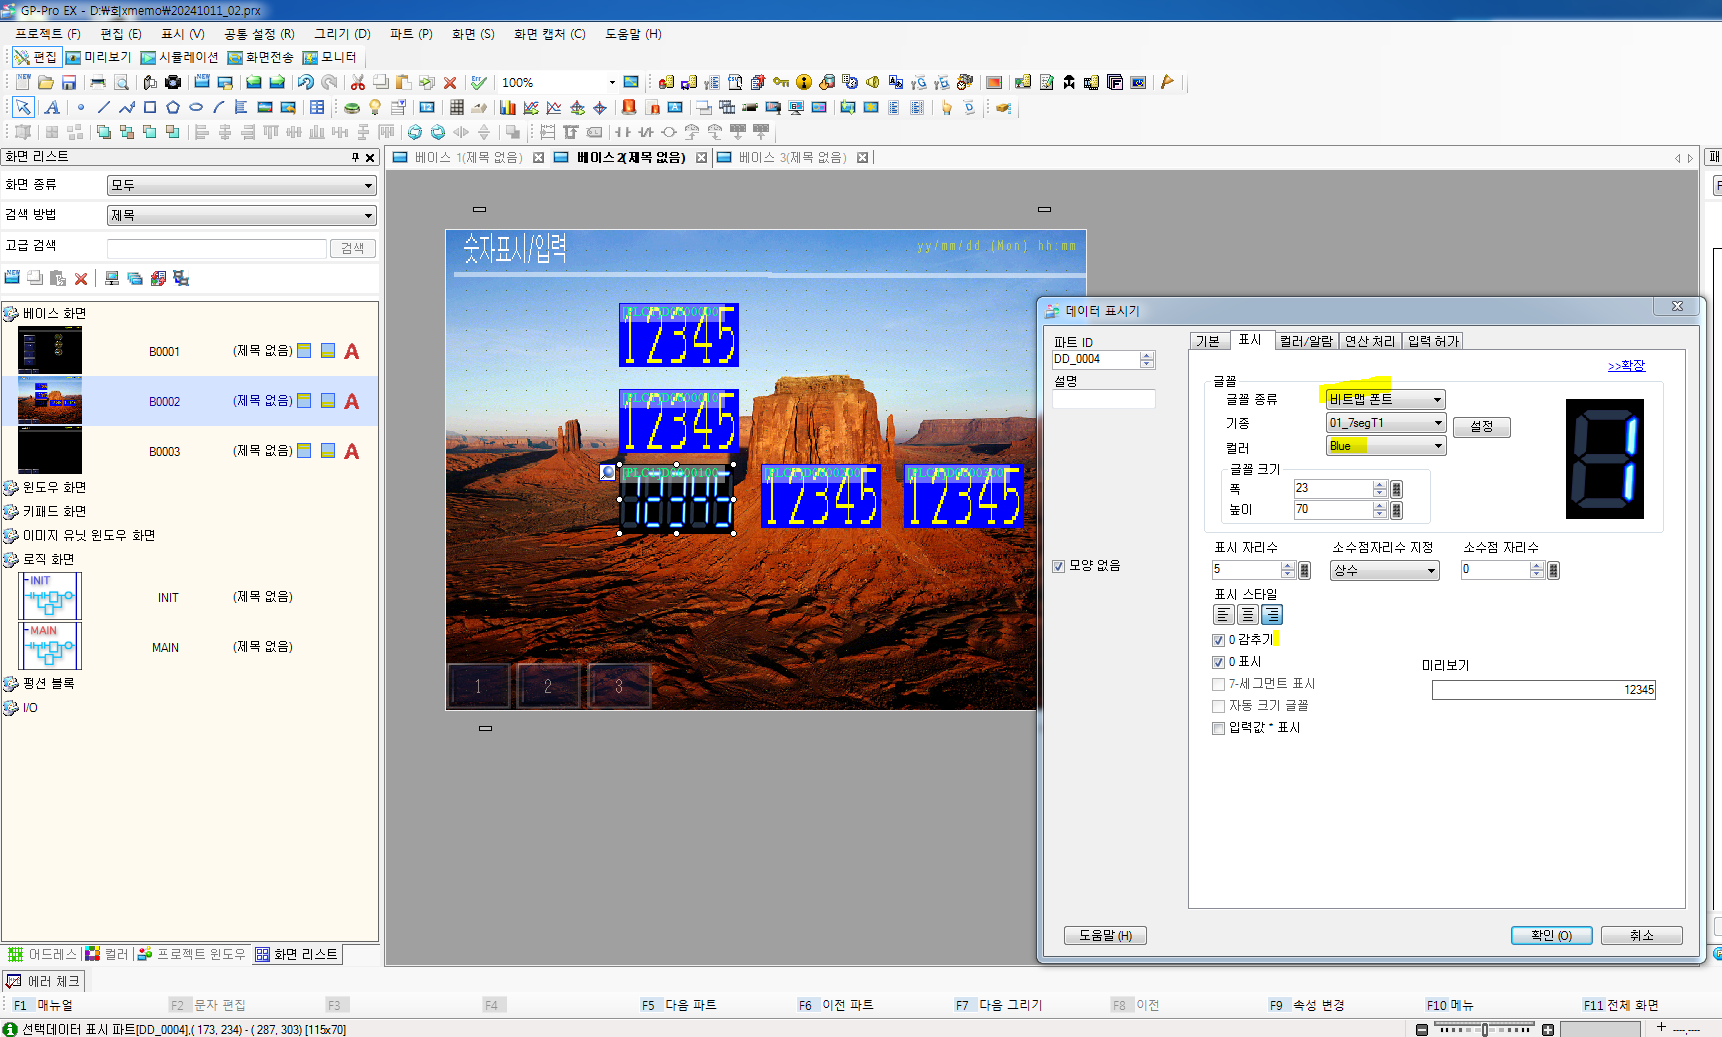 GP-Pro EX - D:\회xmemo\20241011_02.prx
프로젝트 (F) 편집 (E) 표시 (V) 공통 설정 (R) 그리기 (D) 파트 (P) 화면 (S) 화면 캡처 (C) 도움말 (H)
편집 미리보기 시뮬레이션 화면전송 모니터
100%
화면 리스트
화면 종류 모두
검색 방법 제목
고급 검색 검색
베이스 화면
B0001 (제목 없음)
B0002 (제목 없음)
B0003 (제목 없음)
윈도우 화면
키패드 화면
이미지 유닛 윈도우 화면
로직 화면
INIT INIT (제목 없음)
MAIN MAIN (제목 없음)
펑션 블록
I/O
어드레스 컬러 프로젝트 윈도우 화면 리스트
베이스 1(제목 없음) 베이스 2(제목 없음) 베이스 3(제목 없음)
숫자표시/입력 yy/mm/dd (Mon) hh:mm
12345
12345
12345 12345 12345
1 2 3
데이터 표시기
파트 ID
DD_0004
설명
모양 없음
기본 표시 컬러/알람 연산 처리 입력 허가
>>확장
글꼴
글꼴 종류 비트맵 폰트
기종 01_7segT1 설정
컬러 Blue
글꼴 크기
폭 23
높이 70
표시 자리수 소수점자리수 지정 소수점 자리수
5 상수 0
표시 스타일
0 감추기
0 표시
7-세그먼트 표시
자동 크기 글꼴
입력값 * 표시
미리보기
12345
도움말 (H) 확인 (O) 취소
에러 체크
F1 매뉴얼 F2 문자 편집 F3 F4 F5 다음 파트 F6 이전 파트 F7 다음 그리기 F8 이전 F9 속성 변경 F10 메뉴 F11 전체 화면
선택데이터 표시 파트[DD_0004],( 173, 234) - ( 287, 303) [115x70]